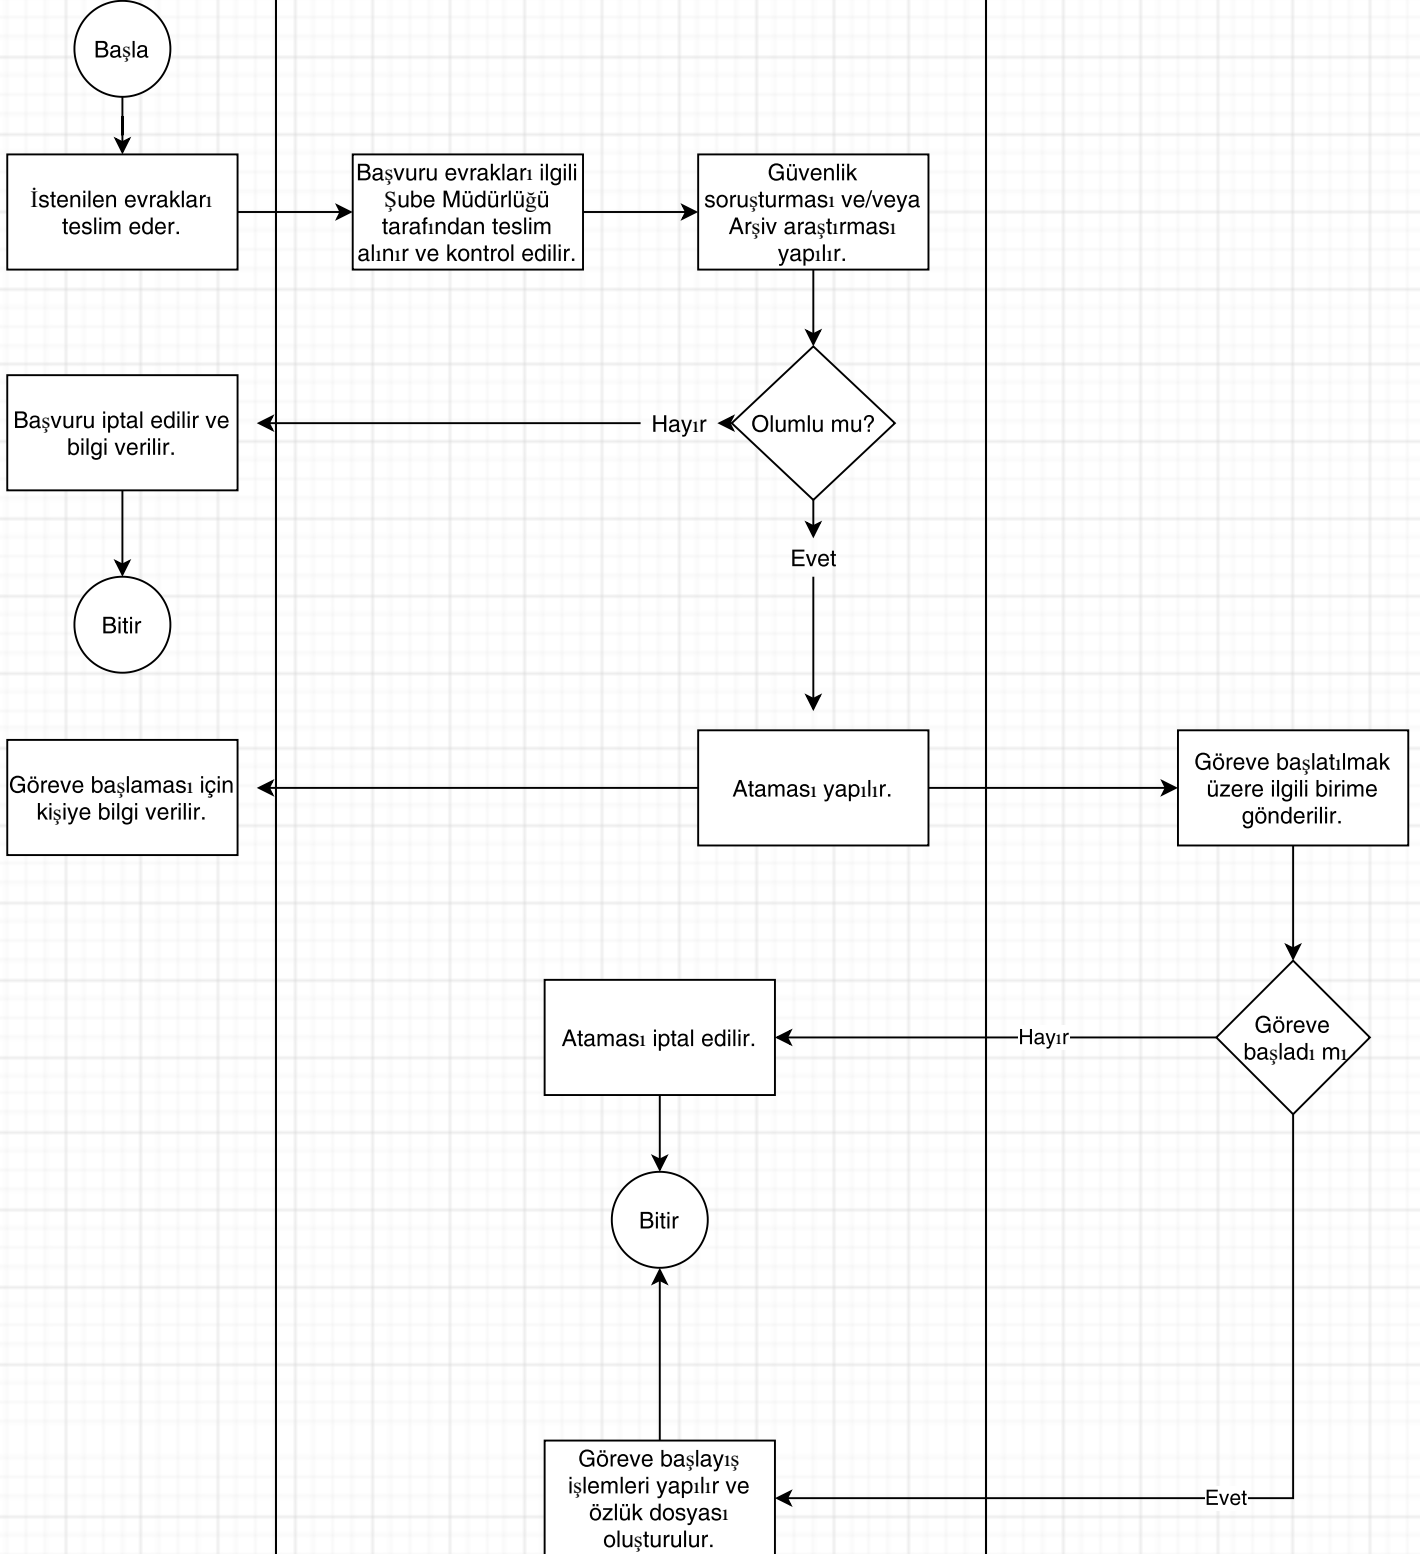 Başla
İstenilen evrakları
teslim eder.
Başvuru evrakları ilgili
Şube Müdürlüğü
tarafından teslim
alınır ve kontrol edilir.
Güvenlik
soruşturması ve/veya
Arşiv araştırması
yapılır.
Olumlu mu?
Hayır
Başvuru iptal edilir ve
bilgi verilir.
Evet
Bitir
Ataması yapılır.
Göreve başlaması için
kişiye bilgi verilir.
Göreve başlatılmak
üzere ilgili birime
gönderilir.
Göreve
başladı mı
Hayır
Ataması iptal edilir.
Bitir
Evet
Göreve başlayış
işlemleri yapılır ve
özlük dosyası
oluşturulur.